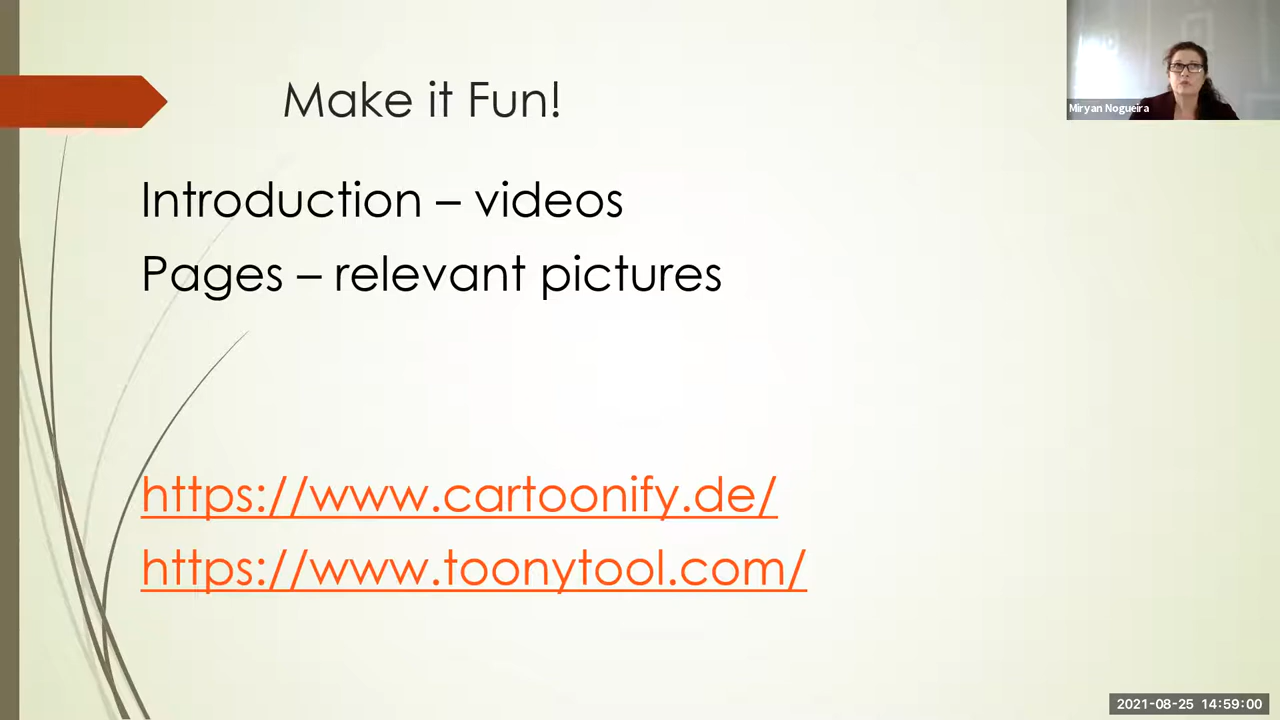 Make it Fun!
Miryan Nogueira
Introduction – videos
Pages – relevant pictures
https://www.cartoonify.de/
https://www.toonytool.com/
2021-08-25 14:59:00